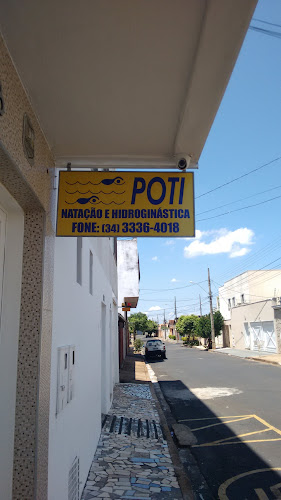 POTI
NATAÇÃO E HIDROGINÁSTICA
FONE: (34) 3336-4018